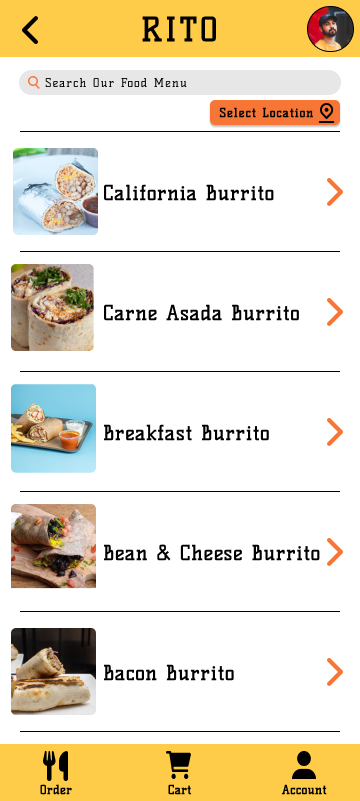 RITO
Search Our Food Menu
Select Location
California Burrito
Carne Asada Burrito
Breakfast Burrito
Bean & Cheese Burrito
Bacon Burrito
Order Cart Account